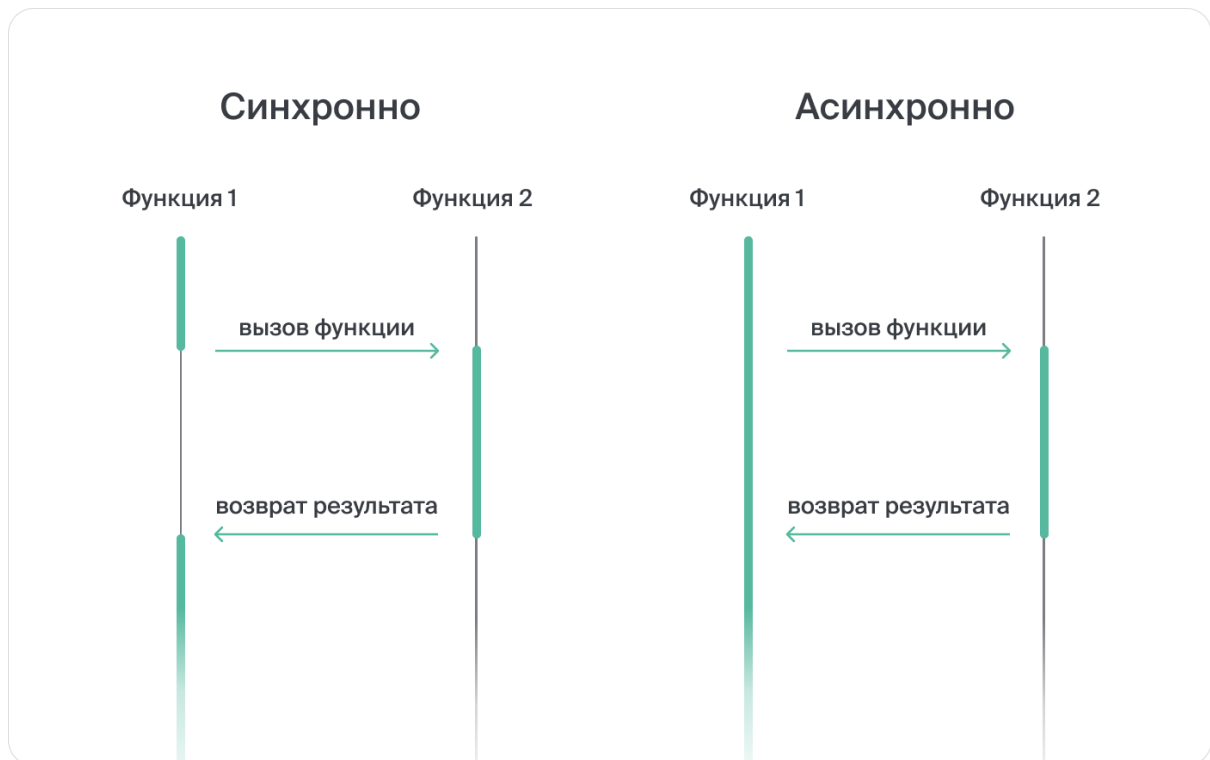 Синхронно
Асинхронно
Функция 1
Функция 2
Функция 1
Функция 2
вызов функции
вызов функции
возврат результата
возврат результата